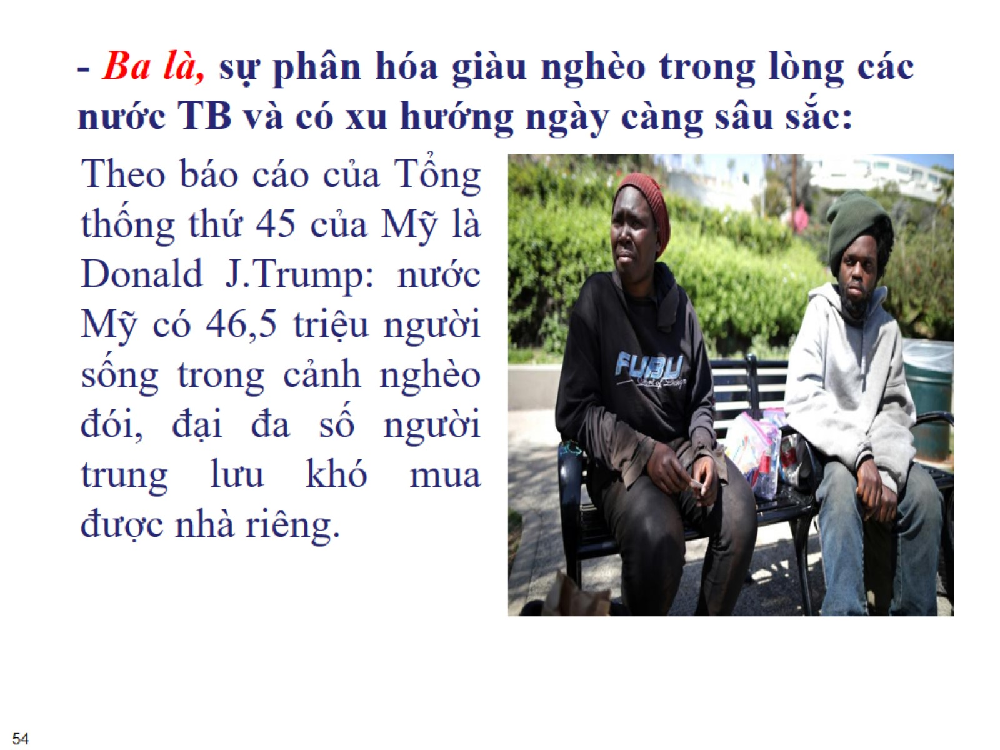 - Ba là, sự phân hóa giàu nghèo trong lòng các
nước TB và có xu hướng ngày càng sâu sắc:
Theo báo cáo của Tổng
thống thứ 45 của Mỹ là
Donald J.Trump: nước
Mỹ có 46,5 triệu người
sống trong cảnh nghèo
đói, đại đa số người
trung lưu khó mua
được nhà riêng.
FUBU
54